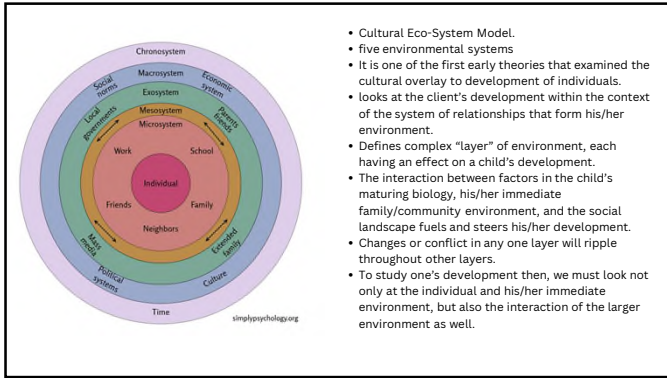 Chronosystem
Macrosystem
Social norms
Economic system
Exosystem
Local governments
Parents friends
Mesosystem
Microsystem
Work
School
Individual
Friends
Family
Neighbors
Mass media
Extended family
Political systems
Culture
Time
simplypsychology.org
• Cultural Eco-System Model.
• five environmental systems
• It is one of the first early theories that examined the
cultural overlay to development of individuals.
• looks at the client's development within the context
of the system of relationships that form his/her
environment.
• Defines complex "layer" of environment, each
having an effect on a child's development.
• The interaction between factors in the child's
maturing biology, his/her immediate
family/community environment, and the social
landscape fuels and steers his/her development.
• Changes or conflict in any one layer will ripple
throughout other layers.
• To study one's development then, we must look not
only at the individual and his/her immediate
environment, but also the interaction of the larger
environment as well.